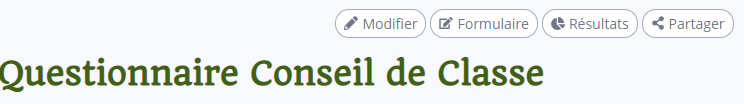 Modifier Formulaire Résultats Partager
Questionnaire Conseil de Classe